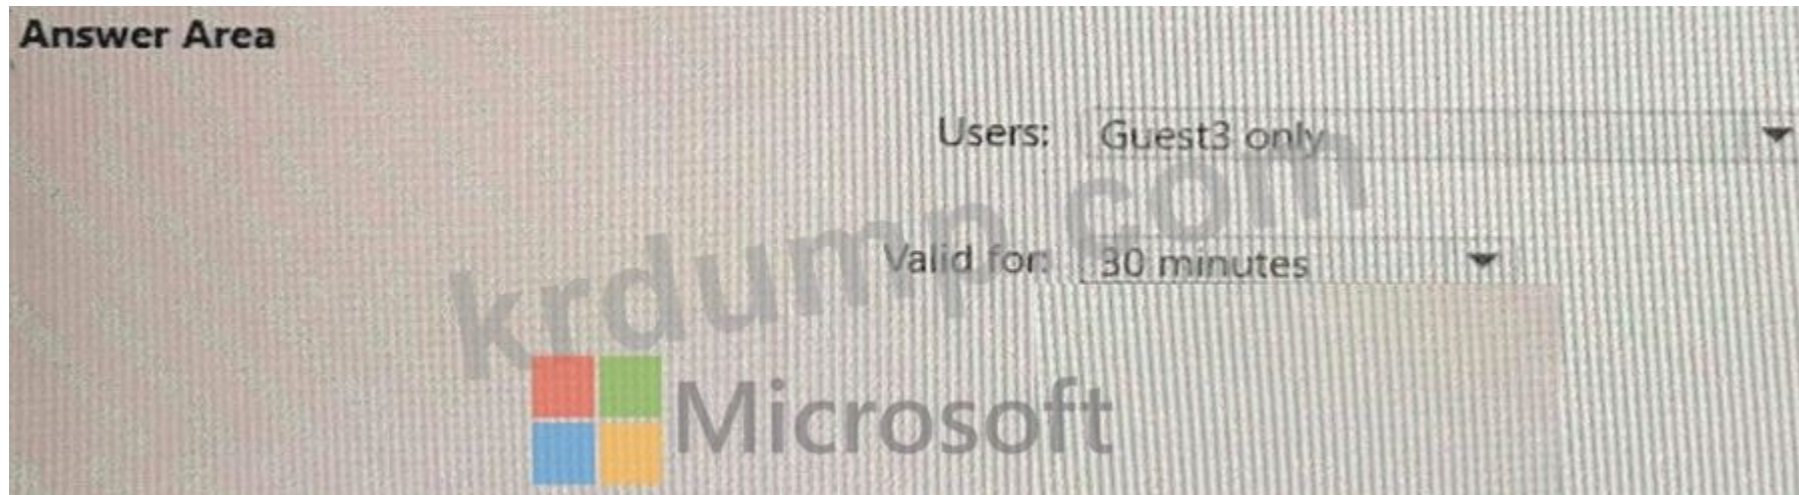 Answer Area
Users: Guest3 only
Valid for: 30 minutes
krdump.com
Microsoft